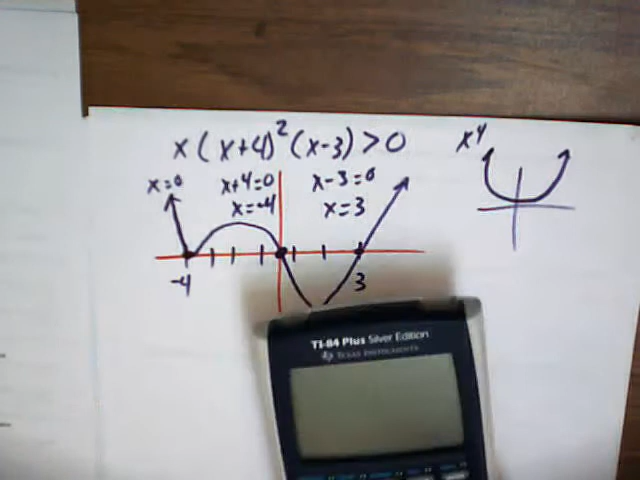 x(x+4)²(x-3)>0
x⁴
x=0 x+4=0 x-3=0
x=-4 x=3
-4 3
TI-84 Plus Silver Edition
TEXAS INSTRUMENTS